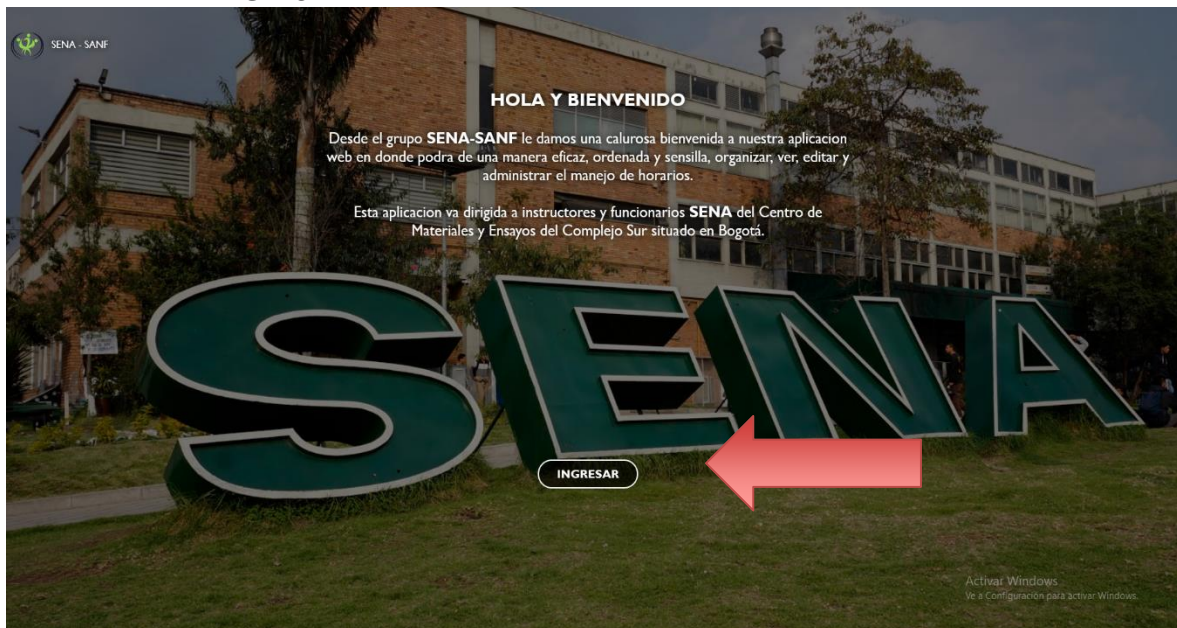 SENA - SANF
HOLA Y BIENVENIDO
Desde el grupo SENA-SANF le damos una calurosa bienvenida a nuestra aplicacion
web en donde podra de una manera eficaz, ordenada y sensilla, organizar, ver, editar y
administrar el manejo de horarios.
Esta aplicacion va dirigida a instructores y funcionarios SENA del Centro de
Materiales y Ensayos del Complejo Sur situado en Bogotá.
SENA
INGRESAR
Activar Windows
Ve a Configuración para activar Windows.